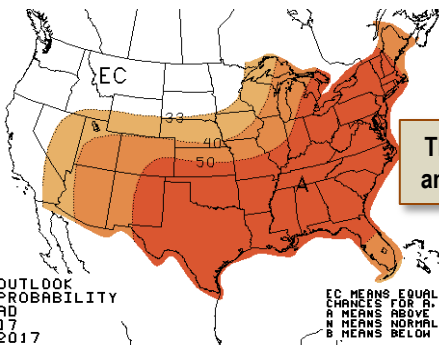 EC
33
40
50
A
T
an
OUTLOOK
PROBABILITY
AD
17
2017
EC MEANS EQUAL
CHANCES FOR A,
A MEANS ABOVE
N MEANS NORMAL
B MEANS BELOW